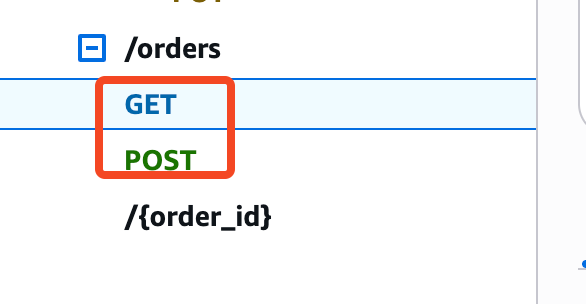 /orders
GET
POST
/{order_id}